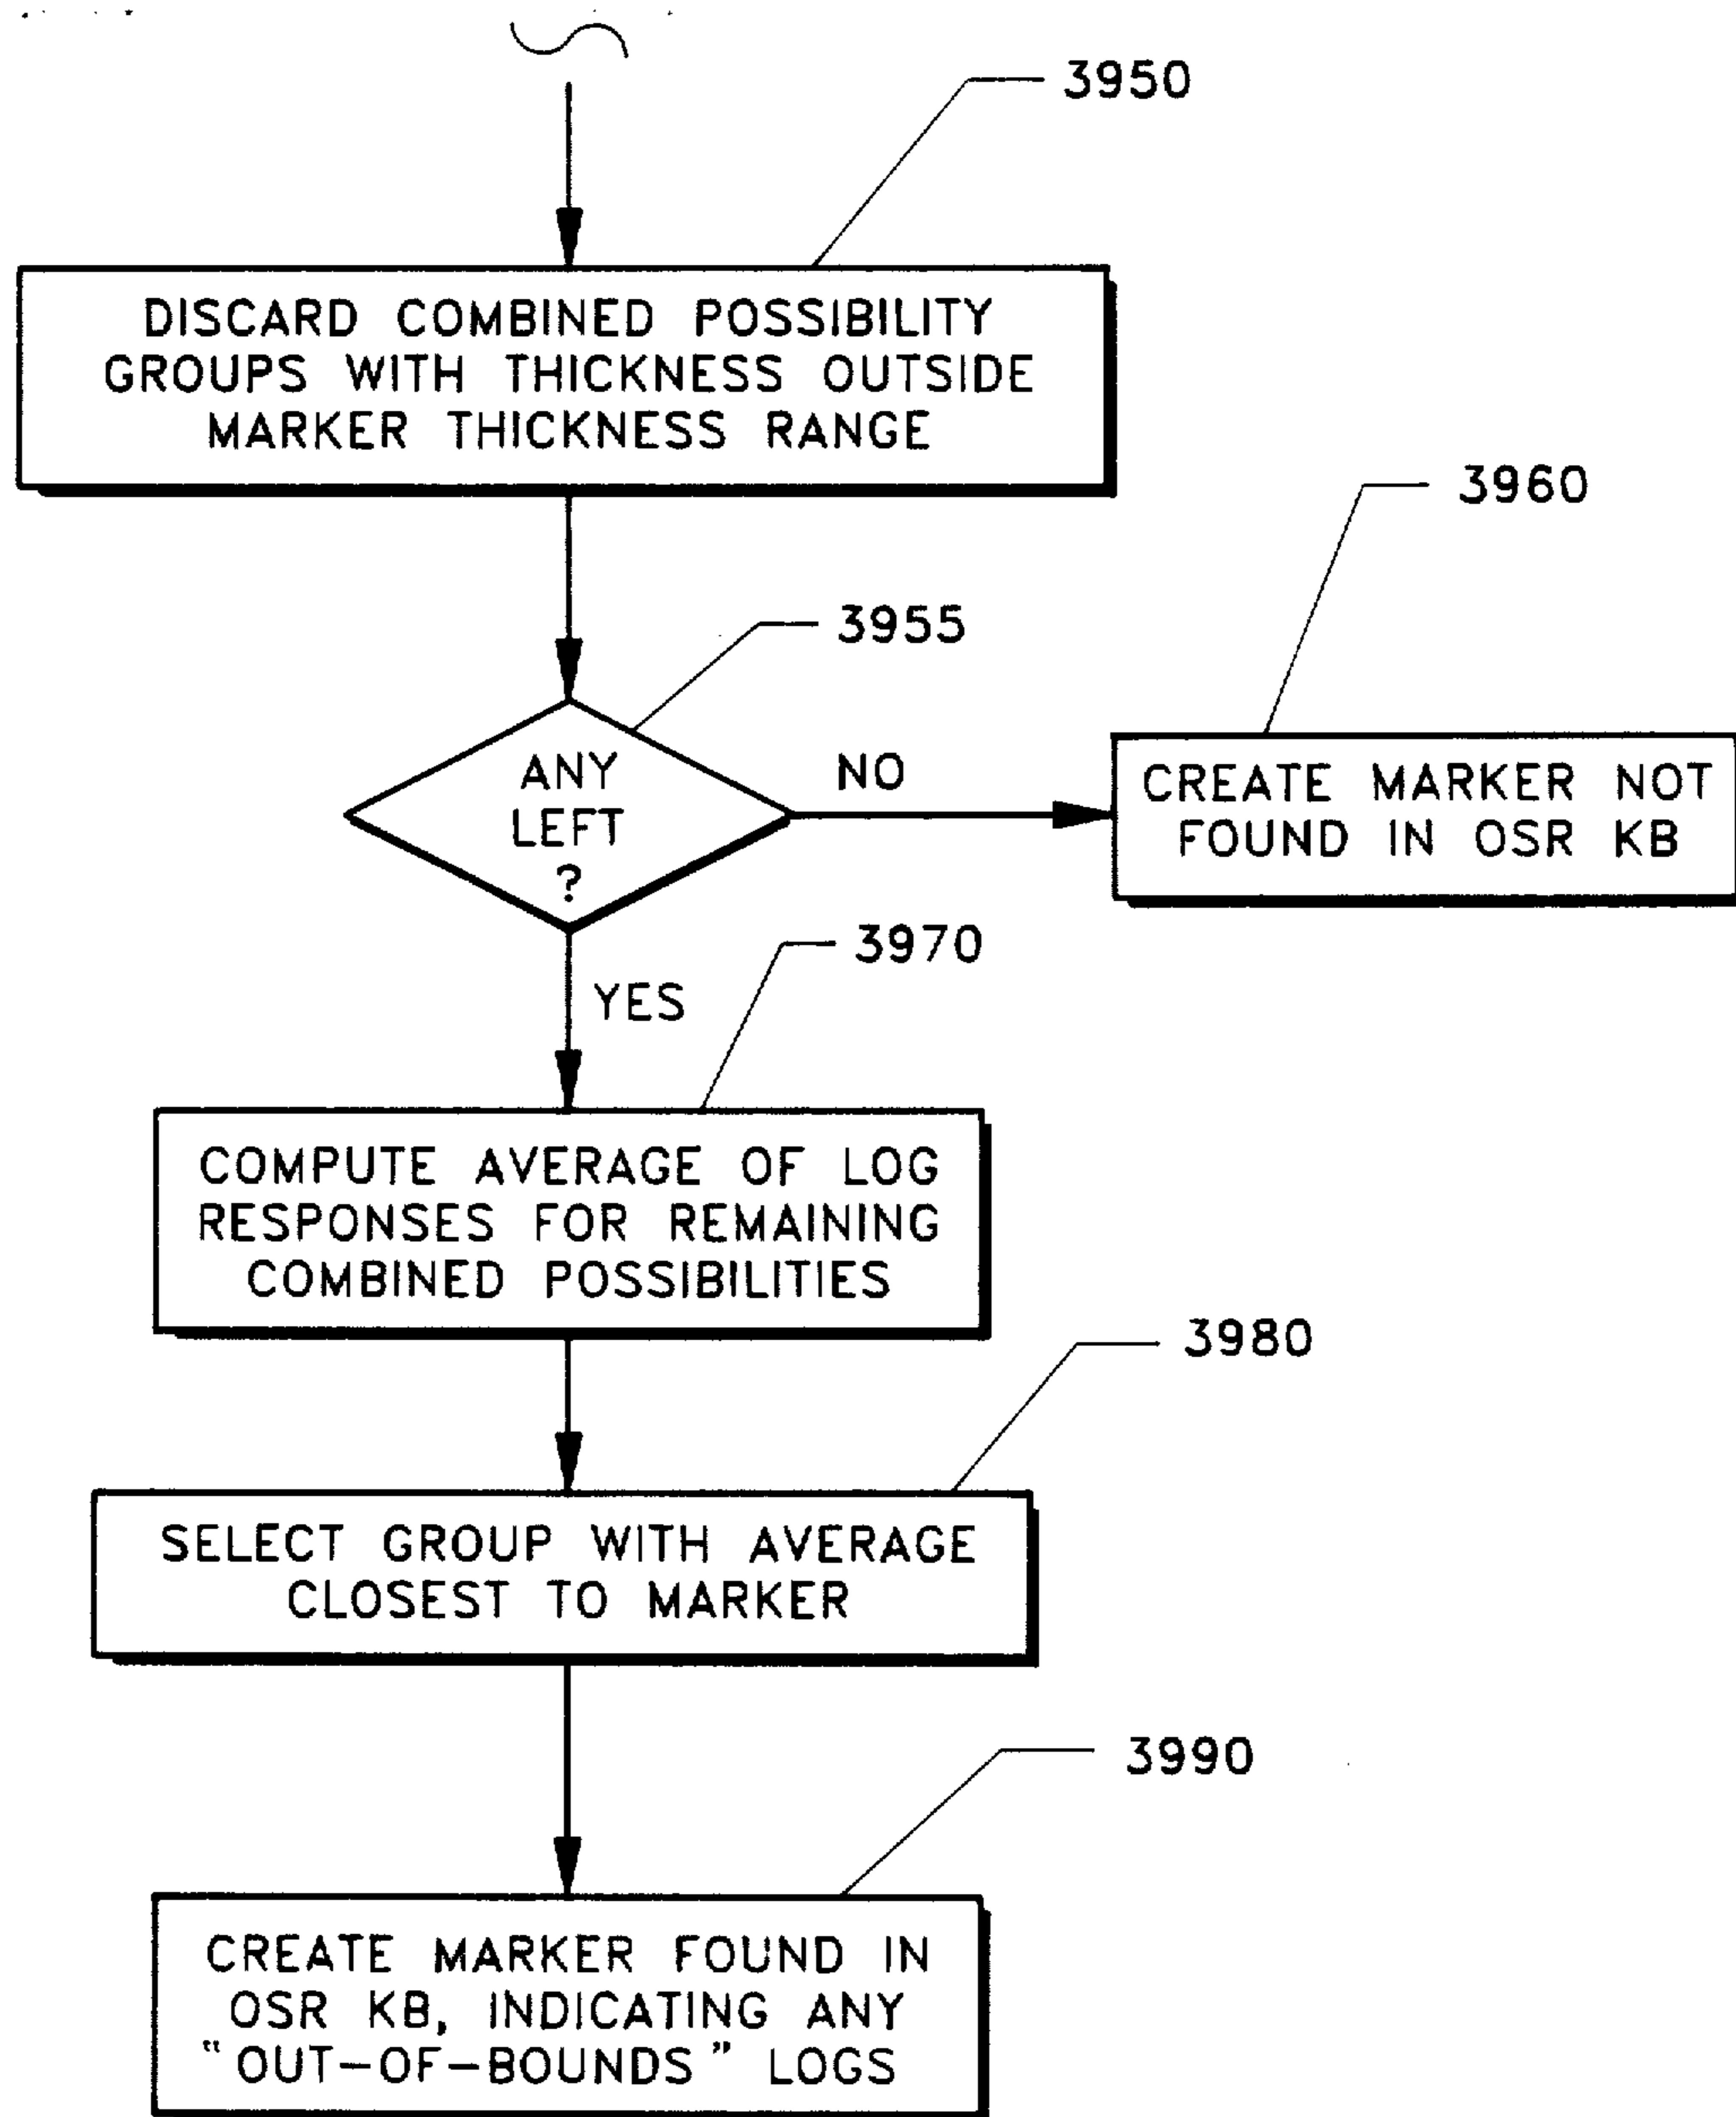 3950
DISCARD COMBINED POSSIBILITY
GROUPS WITH THICKNESS OUTSIDE
MARKER THICKNESS RANGE
3960
3955
ANY
LEFT
?
NO
CREATE MARKER NOT
FOUND IN OSR KB
3970
YES
COMPUTE AVERAGE OF LOG
RESPONSES FOR REMAINING
COMBINED POSSIBILITIES
3980
SELECT GROUP WITH AVERAGE
CLOSEST TO MARKER
3990
CREATE MARKER FOUND IN
OSR KB, INDICATING ANY
"OUT-OF-BOUNDS" LOGS